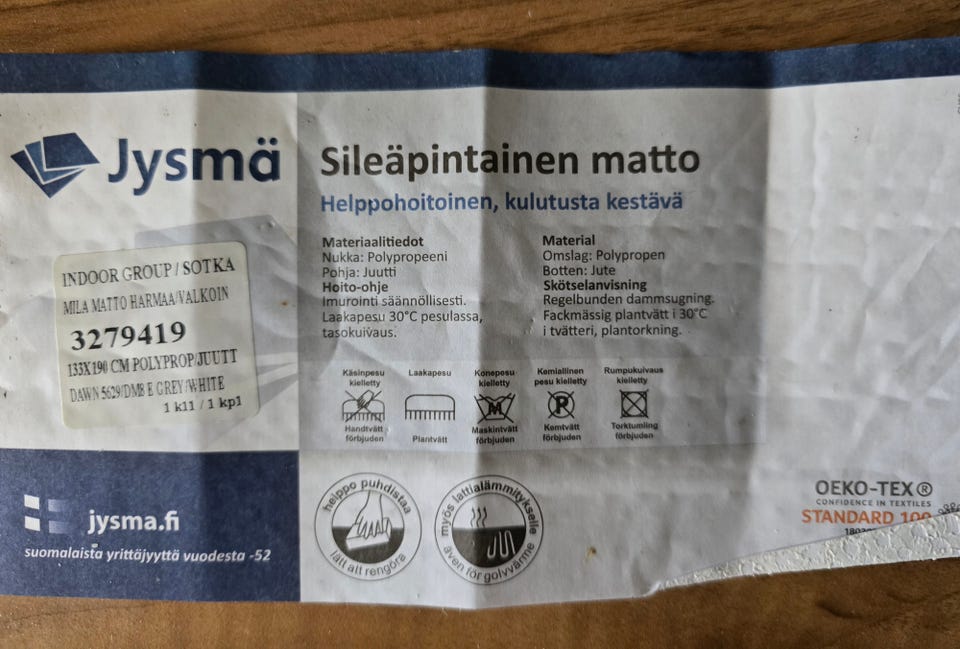 Jysmä
Sileäpintainen matto
Helppohoitoinen, kulutusta kestävä
Materiaalitiedot
Nukka: Polypropeeni
Pohja: Juutti
Hoito-ohje
Imurointi säännöllisesti.
Laakapesu 30°C pesulassa,
tasokuivaus.
Material
Omslag: Polypropen
Botten: Jute
Skötselanvisning
Regelbunden dammsugning.
Fackmässig plantvätt i 30°C
i tvätteri, plantorkning.
INDOOR GROUP / SOTKA
MILA MATTO HARMAA/VALKOIN
3279419
133X190 CM POLYPROP/JUUTT
DAWN 5629/DM8 E GREY/WHITE
1 kll / 1 kpl
Käsinpesu
kielletty
Handtvätt
förbjuden
Laakapesu
Plantvätt
Konepesu
kielletty
M
Maskintvätt
förbjuden
Kemiallinen
pesu kielletty
P
Kemtvätt
förbjuden
Rumpukuivaus
kielletty
Torktumling
förbjuden
helppo puhdistaa
lätt att rengöra
myös lattialämmitykselle
även för golvvärme
OEKO-TEX®
CONFIDENCE IN TEXTILES
STANDARD 100
jysma.fi
suomalaista yrittäjyyttä vuodesta -52